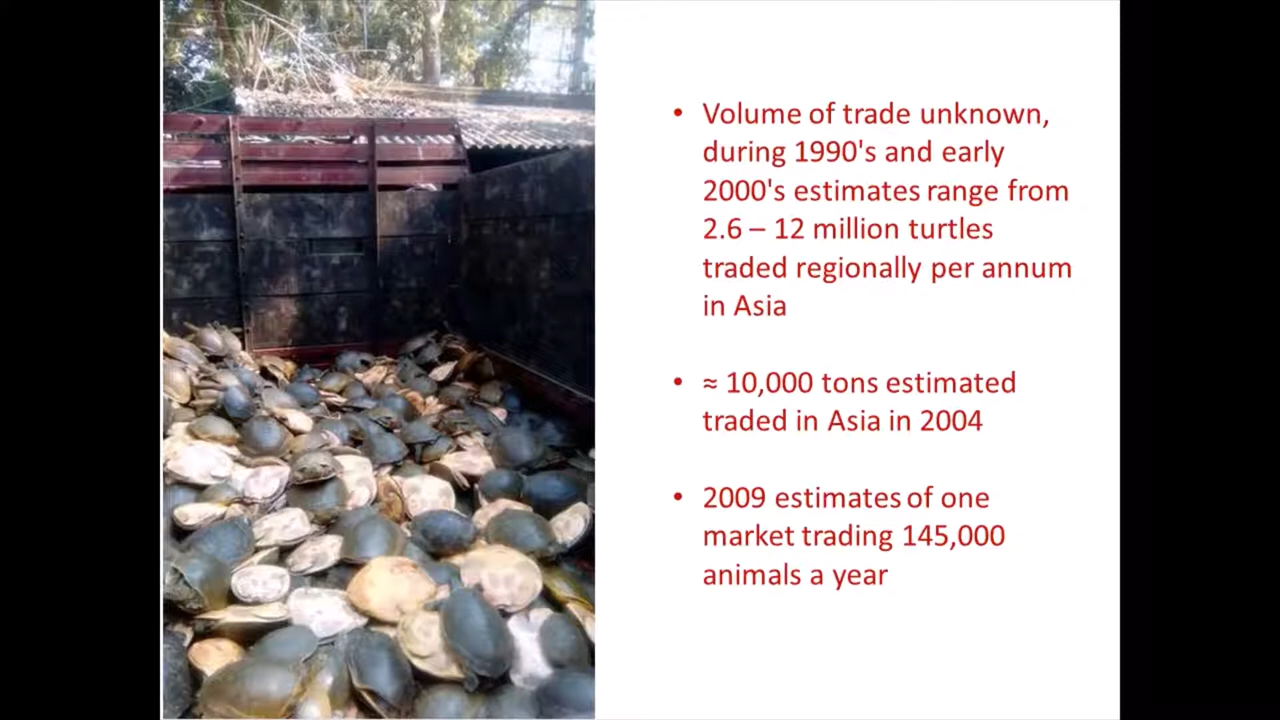 • Volume of trade unknown,
during 1990's and early
2000's estimates range from
2.6 – 12 million turtles
traded regionally per annum
in Asia
• ≈ 10,000 tons estimated
traded in Asia in 2004
• 2009 estimates of one
market trading 145,000
animals a year